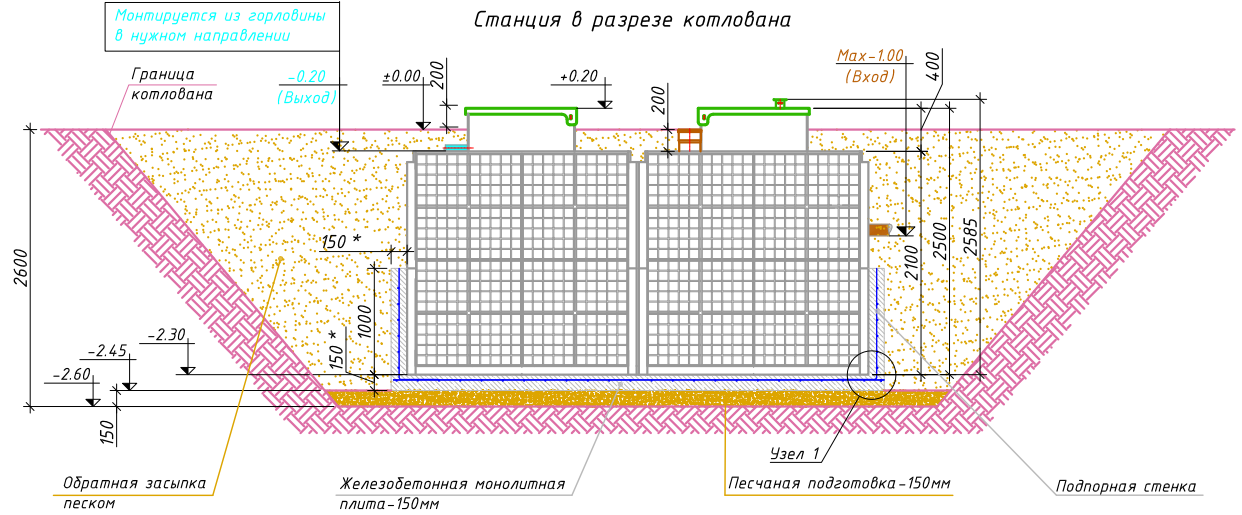 Станция в разрезе котлована
Монтируется из горловины
в нужном направлении
Граница
котлована
-0.20
(Выход)
±0.00
200
+0.20
200
Max-1.00
(Вход)
400
2600
150 *
1000
150 *
2100
2500
2585
-2.30
-2.45
-2.60
150
Узел 1
Обратная засыпка
песком
Железобетонная монолитная
плита-150мм
Песчаная подготовка-150мм
Подпорная стенка